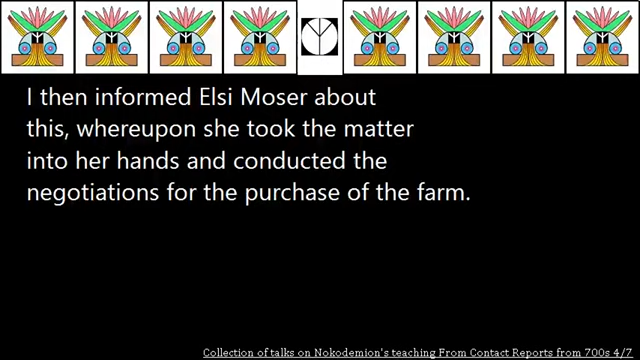 I then informed Elsi Moser about
this, whereupon she took the matter
into her hands and conducted the
negotiations for the purchase of the farm.
Collection of talks on Nokodemion's teaching From Contact Reports from 700s 4/7